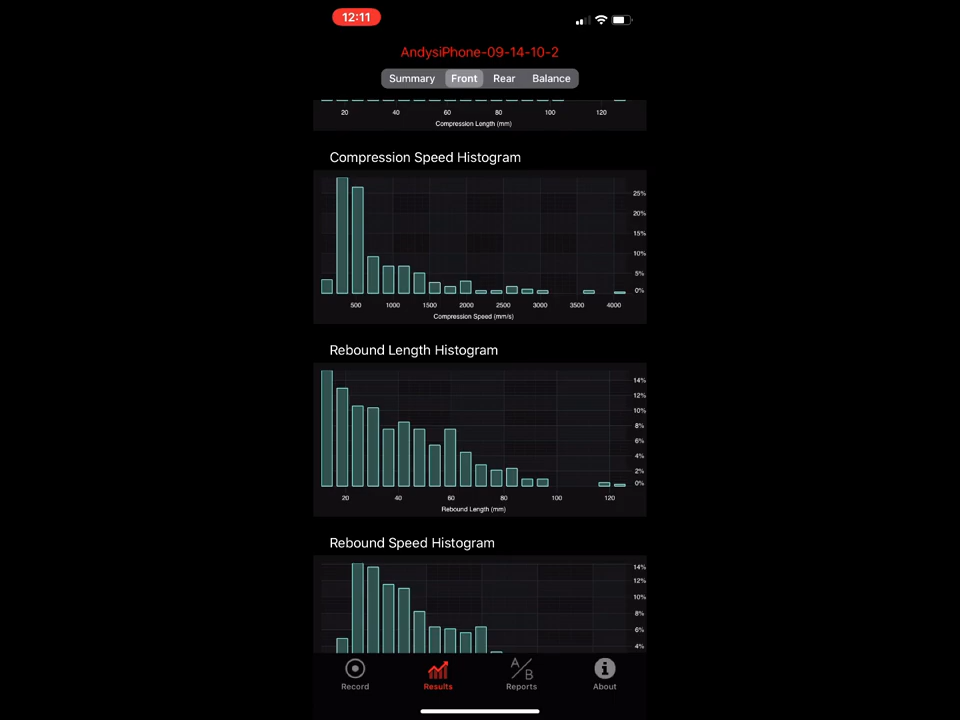 12:11
AndysiPhone-09-14-10-2
Summary Front Rear Balance
20 40 60 80 100 120
Compression Length (mm)
Compression Speed Histogram
25%
20%
15%
10%
5%
0%
500 1000 1500 2000 2500 3000 3500 4000
Compression Speed (mm/s)
Rebound Length Histogram
14%
12%
10%
8%
6%
4%
2%
0%
20 40 60 80 100 120
Rebound Length (mm)
Rebound Speed Histogram
14%
12%
10%
8%
6%
4%
Record Results A/B Reports About